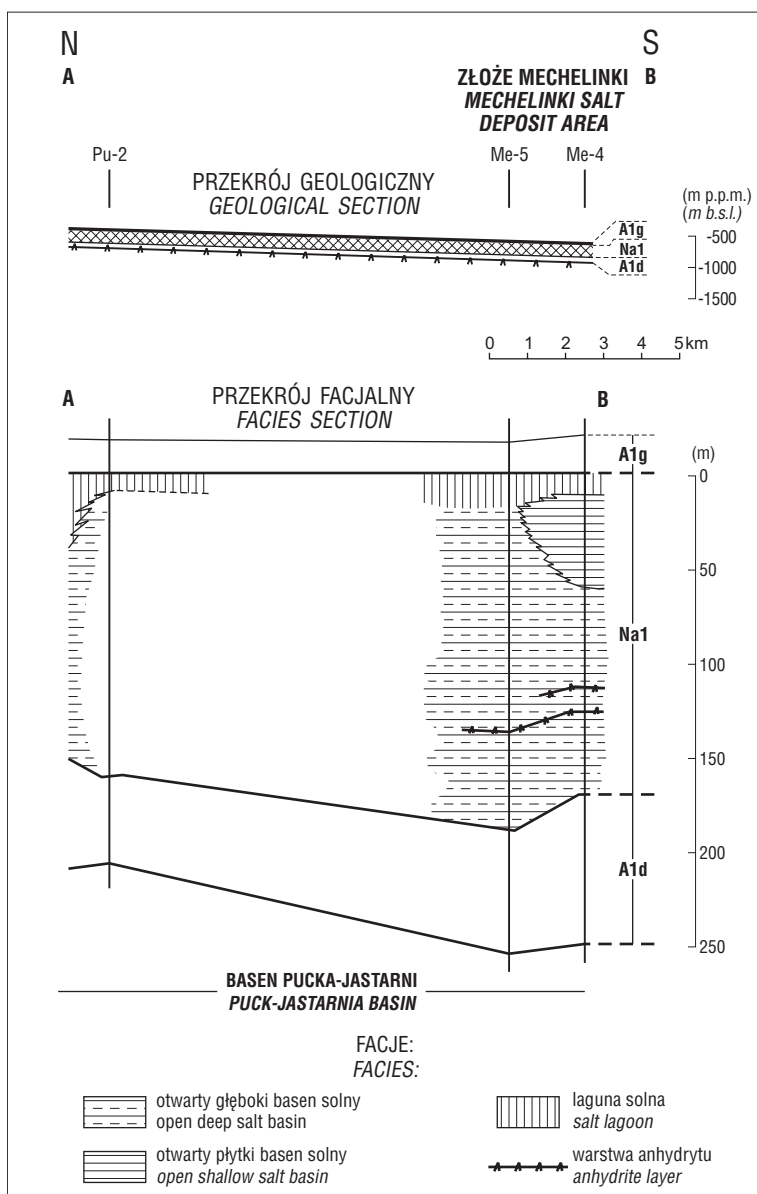 N
S
A
B
ZŁOŻE MECHELINKI
MECHELINKI SALT
DEPOSIT AREA
Pu-2
Me-5
Me-4
PRZEKRÓJ GEOLOGICZNY
GEOLOGICAL SECTION
(m p.p.m.)
(m b.s.l.)
A1g
Na1
A1d
-500
-1000
-1500
0 1 2 3 4 5 km
A
B
PRZEKRÓJ FACJALNY
FACIES SECTION
A1g
Na1
A1d
(m)
0
50
100
150
200
250
BASEN PUCKA-JASTARNI
PUCK-JASTARNIA BASIN
FACJE:
FACIES:
otwarty głęboki basen solny
open deep salt basin
otwarty płytki basen solny
open shallow salt basin
laguna solna
salt lagoon
warstwa anhydrytu
anhydrite layer